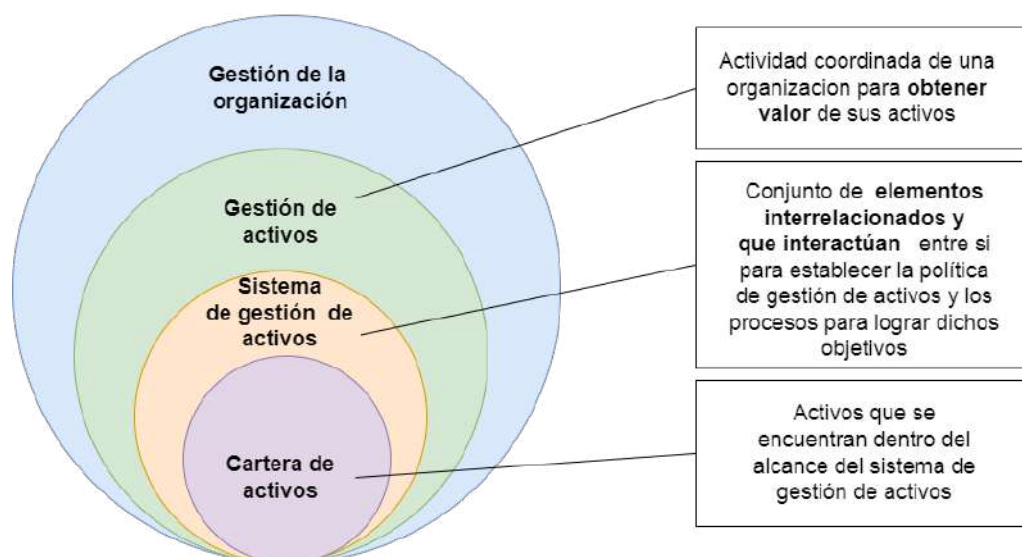 Gestión de la
organización
Gestión de
activos
Sistema
de gestión de
activos
Cartera de
activos
Actividad coordinada de una
organizacion para obtener
valor de sus activos
Conjunto de elementos
interrelacionados y
que interactúan entre si
para establecer la política
de gestión de activos y los
procesos para lograr dichos
objetivos
Activos que se
encuentran dentro del
alcance del sistema de
gestión de activos